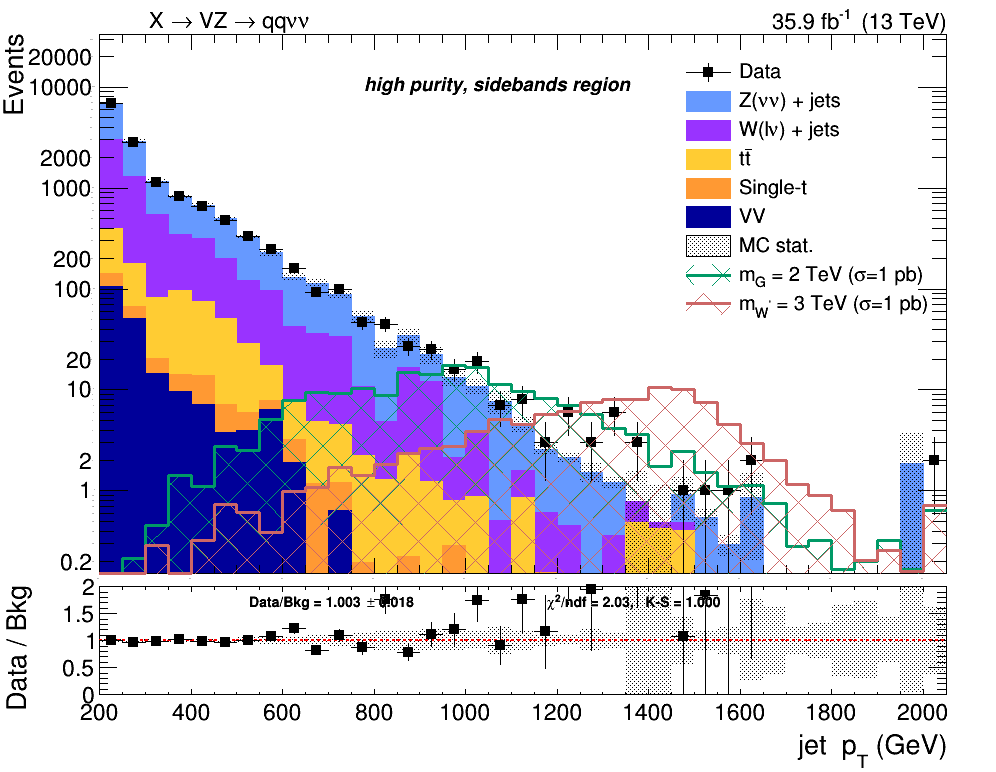 X → VZ → qqνν
35.9 fb⁻¹ (13 TeV)
Events
high purity, sidebands region
Data
Z(νν) + jets
W(lν) + jets
tt̄
Single-t
VV
MC stat.
m_G = 2 TeV (σ=1 pb)
m_W' = 3 TeV (σ=1 pb)
20000
10000
2000
1000
200
100
20
10
2
1
0.2
Data / Bkg
Data/Bkg = 1.003 ± 0.018
χ²/ndf = 2.03, K-S = 1.000
2
1.5
1
0.5
0
200 400 600 800 1000 1200 1400 1600 1800 2000
jet p_T (GeV)